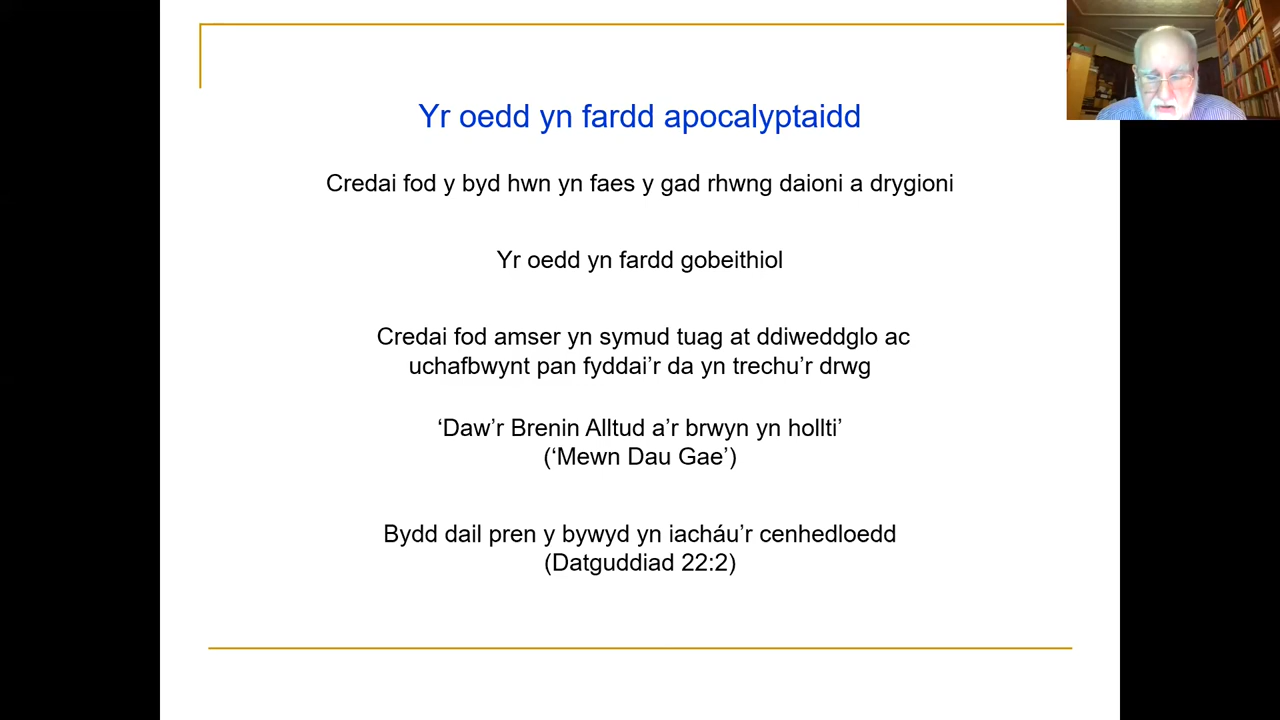 Yr oedd yn fardd apocalyptaidd
Credai fod y byd hwn yn faes y gad rhwng daioni a drygioni
Yr oedd yn fardd gobeithiol
Credai fod amser yn symud tuag at ddiweddglo ac
uchafbwynt pan fyddai’r da yn trechu’r drwg
‘Daw’r Brenin Alltud a’r brwyn yn hollti’
(‘Mewn Dau Gae’)
Bydd dail pren y bywyd yn iacháu’r cenhedloedd
(Datguddiad 22:2)